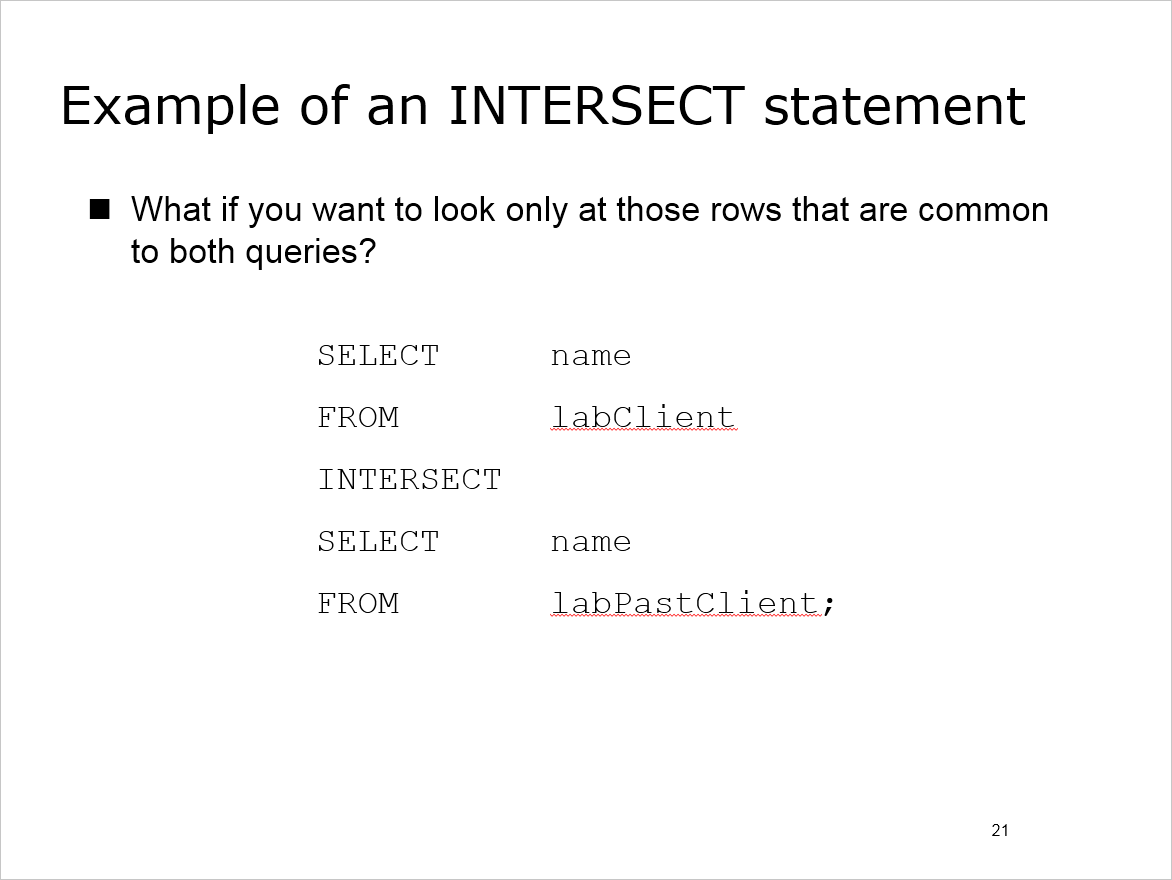 Example of an INTERSECT statement
■ What if you want to look only at those rows that are common
to both queries?
SELECT name
FROM labClient
INTERSECT
SELECT name
FROM labPastClient;
21